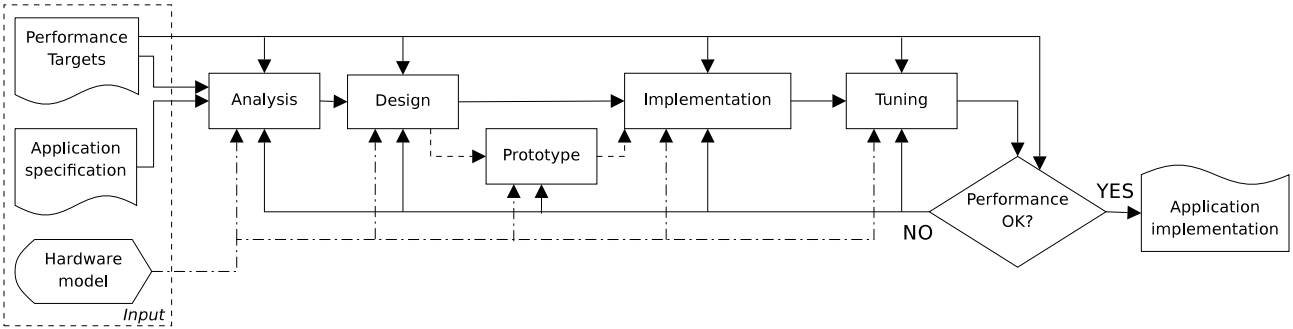 Performance
Targets
Application
specification
Hardware
model
Input
Analysis
Design
Prototype
Implementation
Tuning
Performance
OK?
YES
NO
Application
implementation